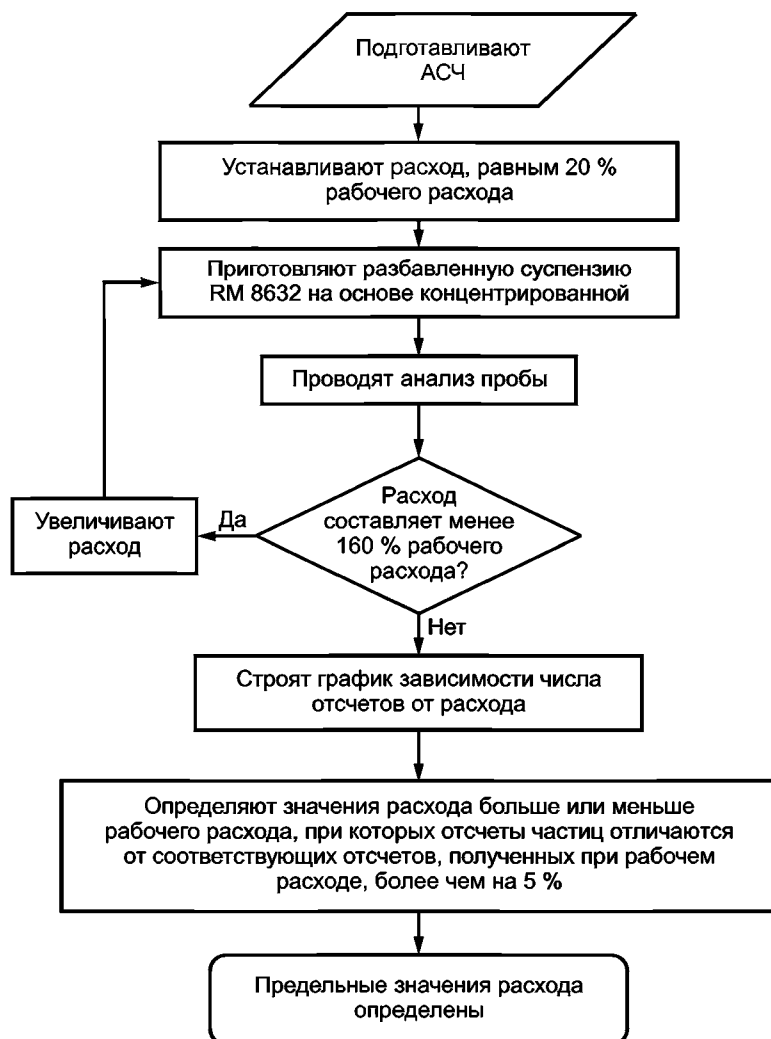 Подготавливают
АСЧ
Устанавливают расход, равным 20 %
рабочего расхода
Приготовляют разбавленную суспензию
RM 8632 на основе концентрированной
Проводят анализ пробы
Расход
составляет менее
160 % рабочего
расхода?
Да
Увеличивают
расход
Нет
Строят график зависимости числа
отсчетов от расхода
Определяют значения расхода больше или меньше
рабочего расхода, при которых отсчеты частиц отличаются
от соответствующих отсчетов, полученных при рабочем
расходе, более чем на 5 %
Предельные значения расхода
определены